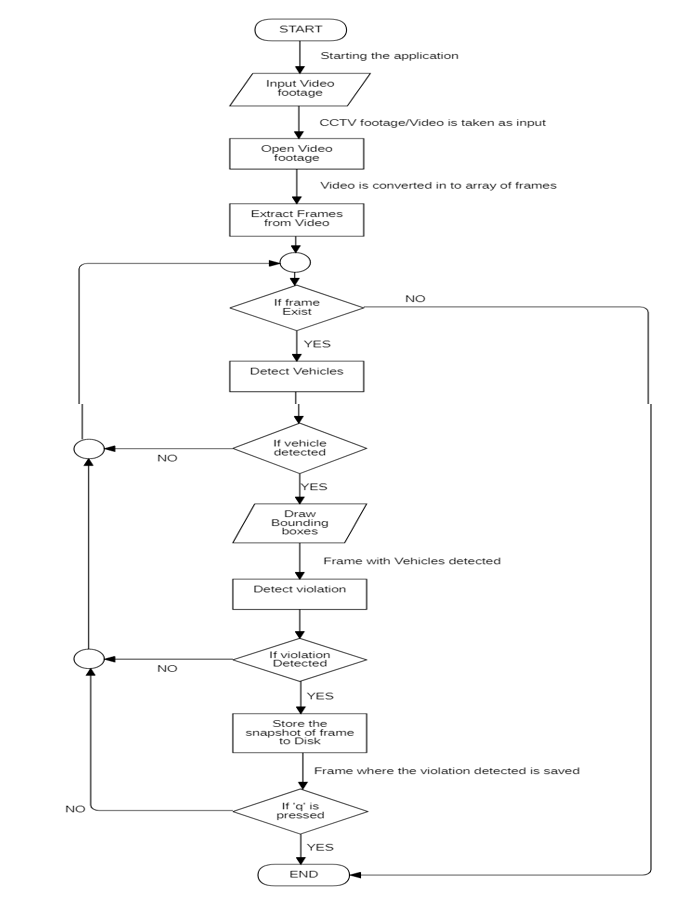 START
Starting the application
Input Video
footage
CCTV footage/Video is taken as input
Open Video
footage
Video is converted in to array of frames
Extract Frames
from Video
If frame
Exist
NO
YES
Detect Vehicles
If vehicle
detected
NO
YES
Draw
Bounding
boxes
Frame with Vehicles detected
Detect violation
If violation
Detected
NO
YES
Store the
snapshot of frame
to Disk
Frame where the violation detected is saved
If 'q' is
pressed
NO
YES
END